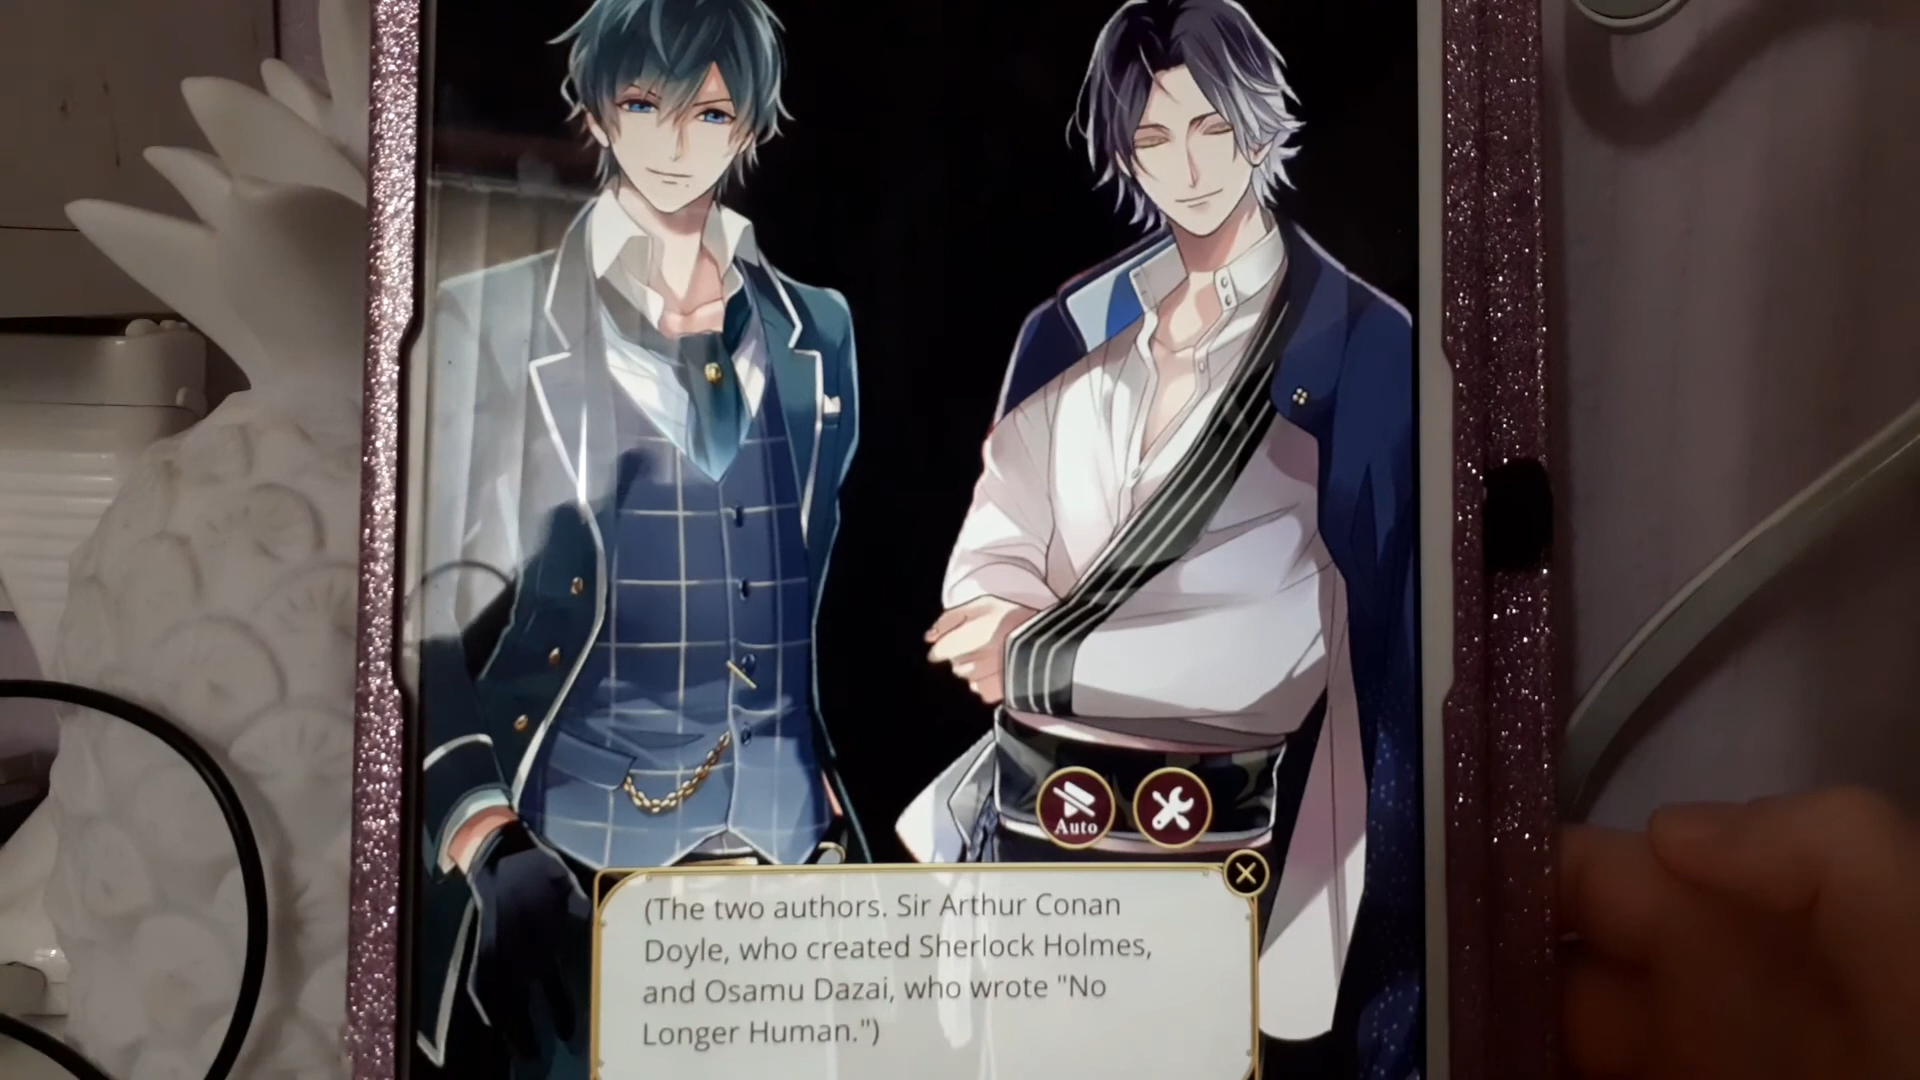 Auto
(The two authors. Sir Arthur Conan
Doyle, who created Sherlock Holmes,
and Osamu Dazai, who wrote "No
Longer Human.")